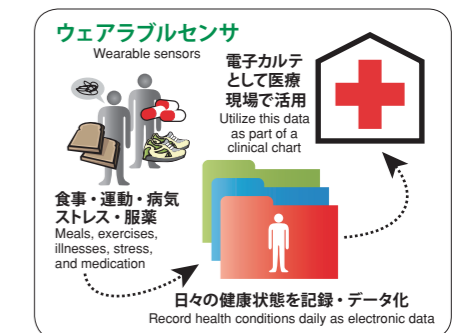 ウェアラブルセンサ
Wearable sensors
電子カルテ
として医療
現場で活用
Utilize this data
as part of a
clinical chart
食事・運動・病気
ストレス・服薬
Meals, exercises,
illnesses, stress,
and medication
日々の健康状態を記録・データ化
Record health conditions daily as electronic data